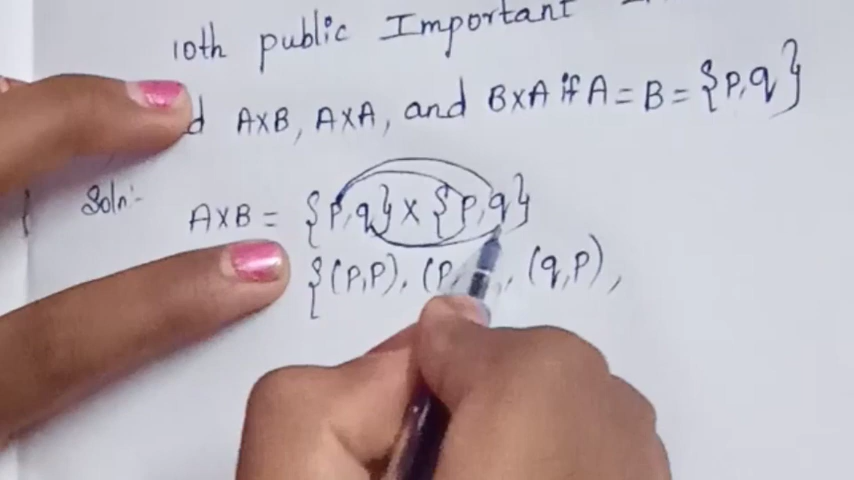 10th public Important
A×B, A×A, and B×A if A = B = {p,q}
Soln:- A×B = {p,q} × {p,q}
{(p,p), (p, , (q,p),